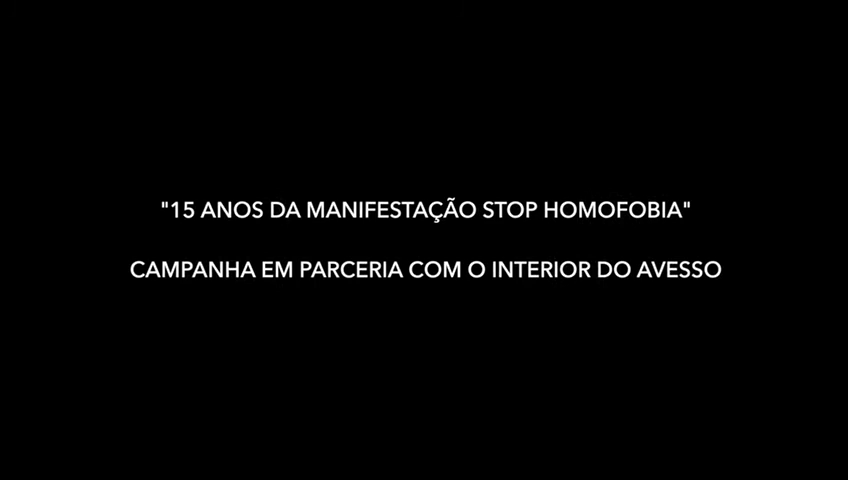 "15 ANOS DA MANIFESTAÇÃO STOP HOMOFOBIA"
CAMPANHA EM PARCERIA COM O INTERIOR DO AVESSO